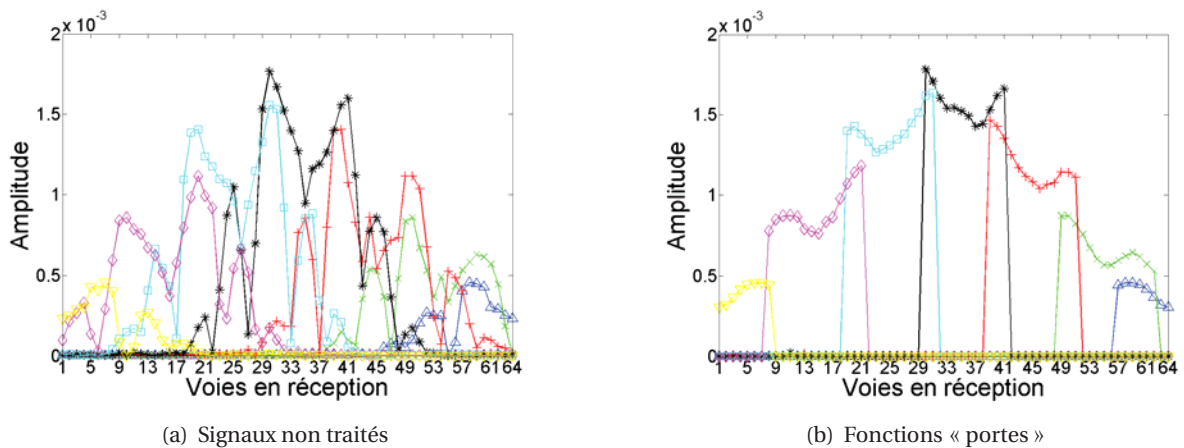 x 10⁻³
2
1.5
1
0.5
0
Amplitude
1 5 9 13 17 21 25 29 33 37 41 45 49 53 57 61 64
Voies en réception
(a) Signaux non traités
x 10⁻³
2
1.5
1
0.5
0
Amplitude
1 5 9 13 17 21 25 29 33 37 41 45 49 53 57 61 64
Voies en réception
(b) Fonctions « portes »